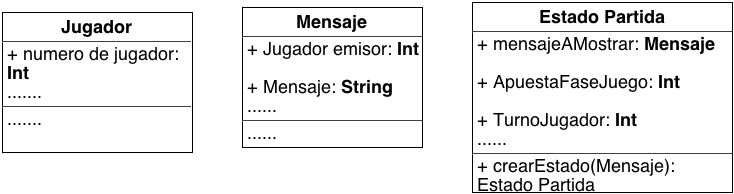 Jugador
+ numero de jugador:
Int
.......
.......
Mensaje
+ Jugador emisor: Int
+ Mensaje: String
......
......
Estado Partida
+ mensajeAMostrar: Mensaje
+ ApuestaFaseJuego: Int
+ TurnoJugador: Int
......
+ crearEstado(Mensaje):
Estado Partida